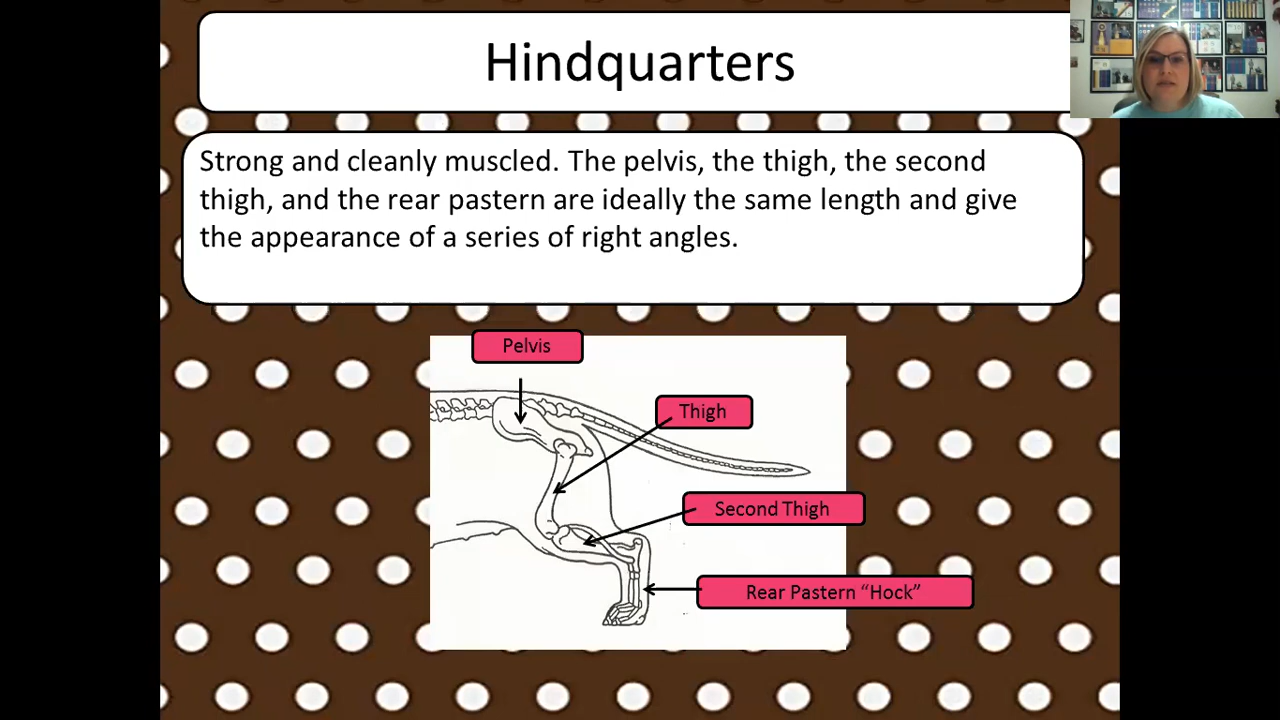 Hindquarters
Strong and cleanly muscled. The pelvis, the thigh, the second
thigh, and the rear pastern are ideally the same length and give
the appearance of a series of right angles.
Pelvis
Thigh
Second Thigh
Rear Pastern “Hock”